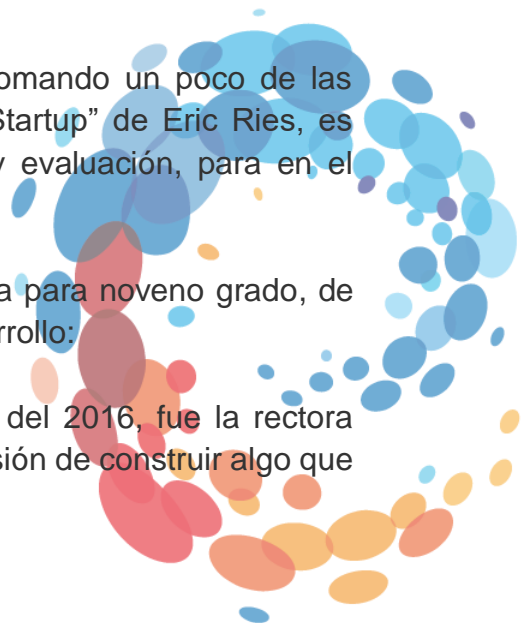 omando un poco de las
Startup” de Eric Ries, es
y evaluación, para en el
a para noveno grado, de
rrollo:
del 2016, fue la rectora
sión de construir algo que